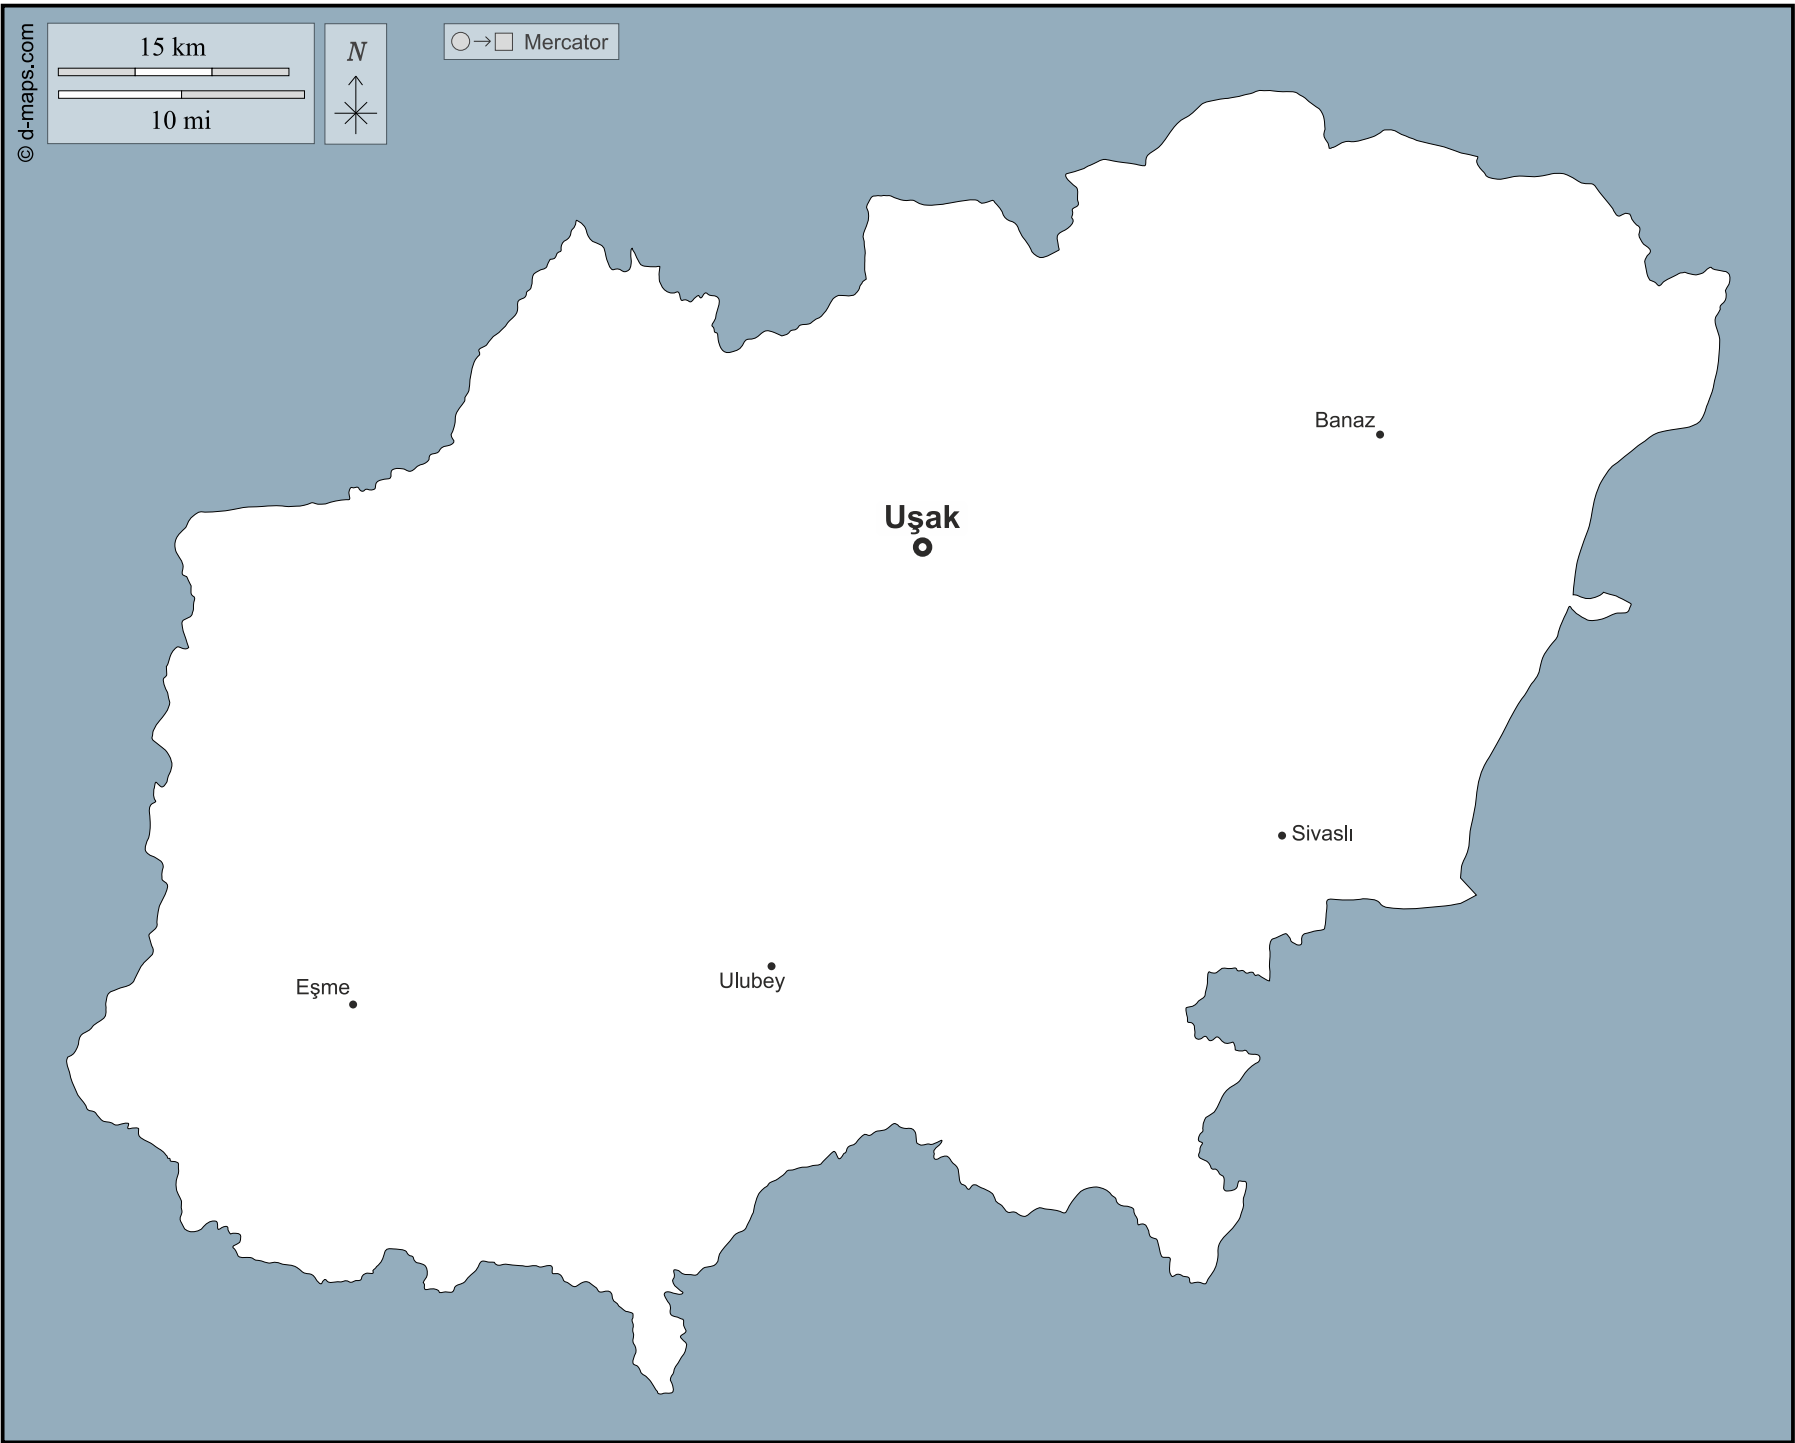 © d-maps.com
15 km
10 mi
N
Mercator
Banaz
Uşak
Sivaslı
Ulubey
Eşme